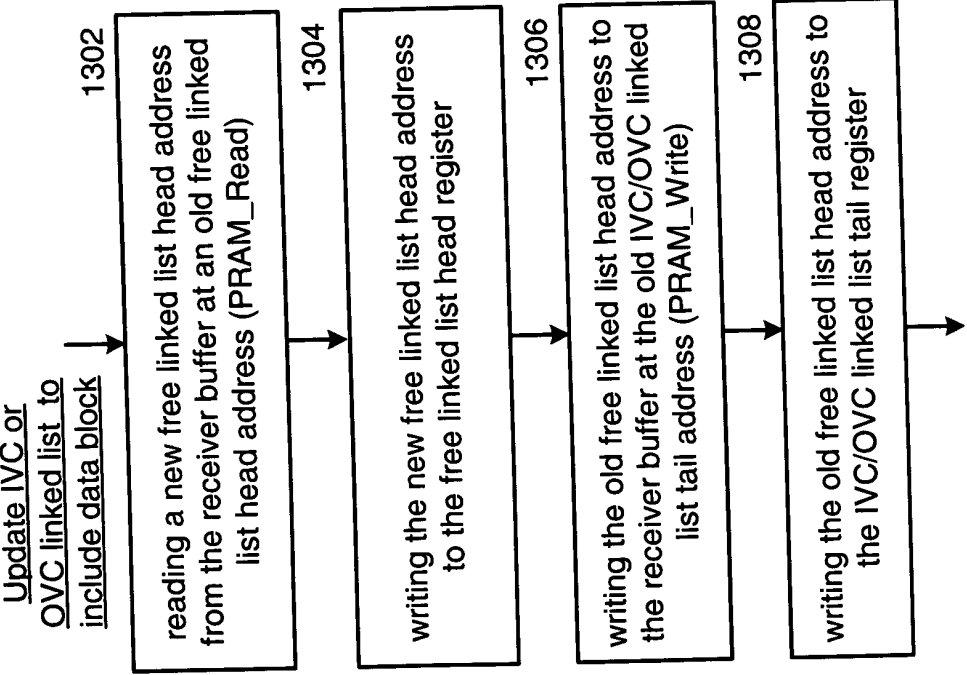 Update IVC or
OVC linked list to
include data block
1302
reading a new free linked list head address
from the receiver buffer at an old free linked
list head address (PRAM_Read)
1304
writing the new free linked list head address
to the free linked list head register
1306
writing the old free linked list head address to
the receiver buffer at the old IVC/OVC linked
list tail address (PRAM_Write)
1308
writing the old free linked list head address to
the IVC/OVC linked list tail register